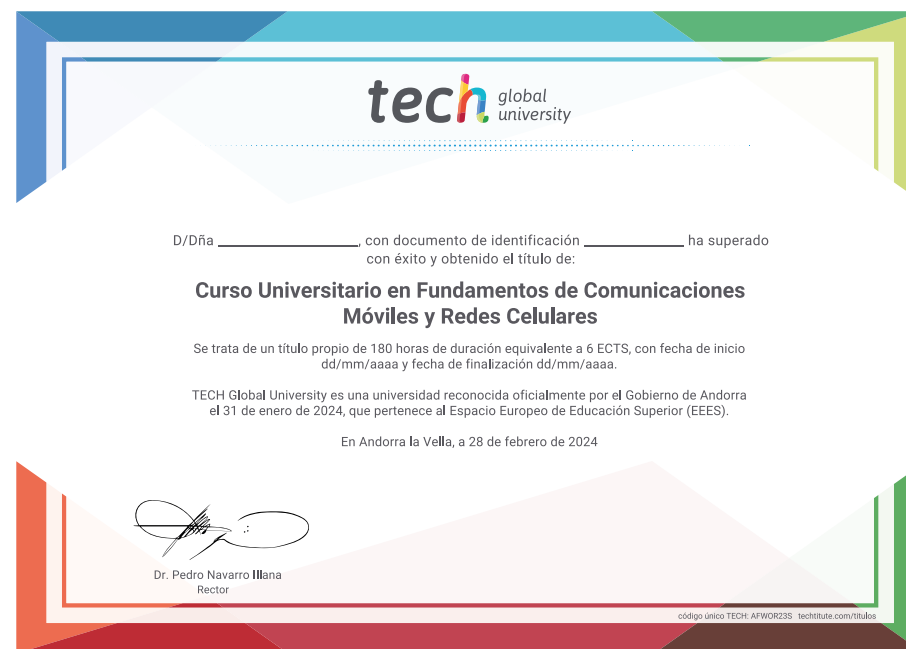 tech global university
D/Dña ______________, con documento de identificación __________ ha superado
con éxito y obtenido el título de:
Curso Universitario en Fundamentos de Comunicaciones
Móviles y Redes Celulares
Se trata de un título propio de 180 horas de duración equivalente a 6 ECTS, con fecha de inicio
dd/mm/aaaa y fecha de finalización dd/mm/aaaa.
TECH Global University es una universidad reconocida oficialmente por el Gobierno de Andorra
el 31 de enero de 2024, que pertenece al Espacio Europeo de Educación Superior (EEES).
En Andorra la Vella, a 28 de febrero de 2024
Dr. Pedro Navarro Illana
Rector
código único TECH: AFWOR23S techtitute.com/titulos